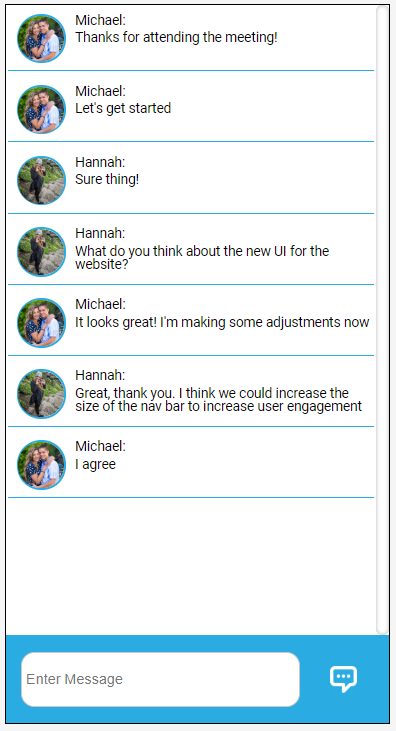 Michael:
Thanks for attending the meeting!
Michael:
Let's get started
Hannah:
Sure thing!
Hannah:
What do you think about the new UI for the
website?
Michael:
It looks great! I'm making some adjustments now
Hannah:
Great, thank you. I think we could increase the
size of the nav bar to increase user engagement
Michael:
I agree
Enter Message